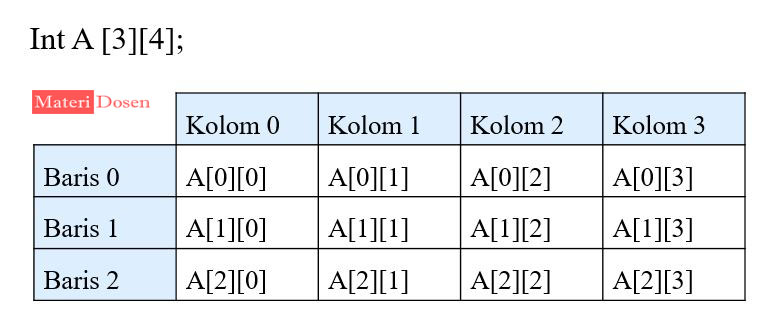 Int A [3][4];
Materi Dosen
Kolom 0 Kolom 1 Kolom 2 Kolom 3
Baris 0 A[0][0] A[0][1] A[0][2] A[0][3]
Baris 1 A[1][0] A[1][1] A[1][2] A[1][3]
Baris 2 A[2][0] A[2][1] A[2][2] A[2][3]